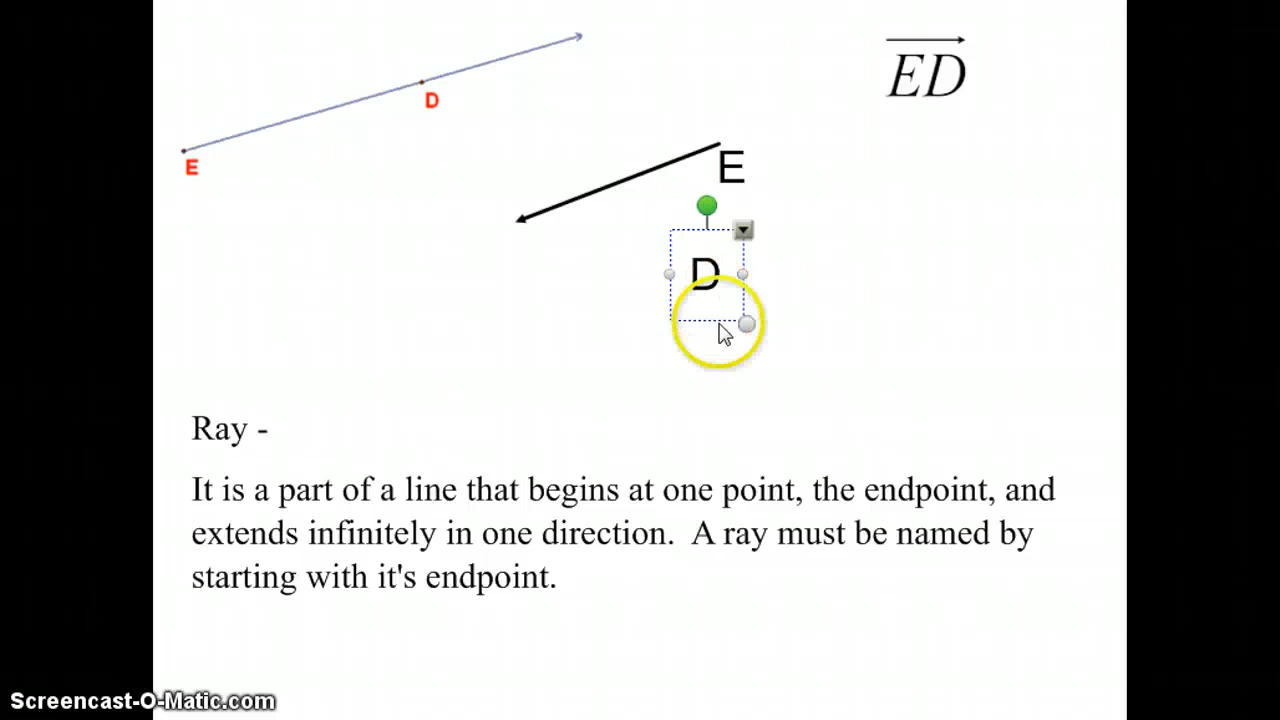 D
ED
E
E
D
Ray -
It is a part of a line that begins at one point, the endpoint, and
extends infinitely in one direction.  A ray must be named by
starting with it's endpoint.
Screencast-O-Matic.com